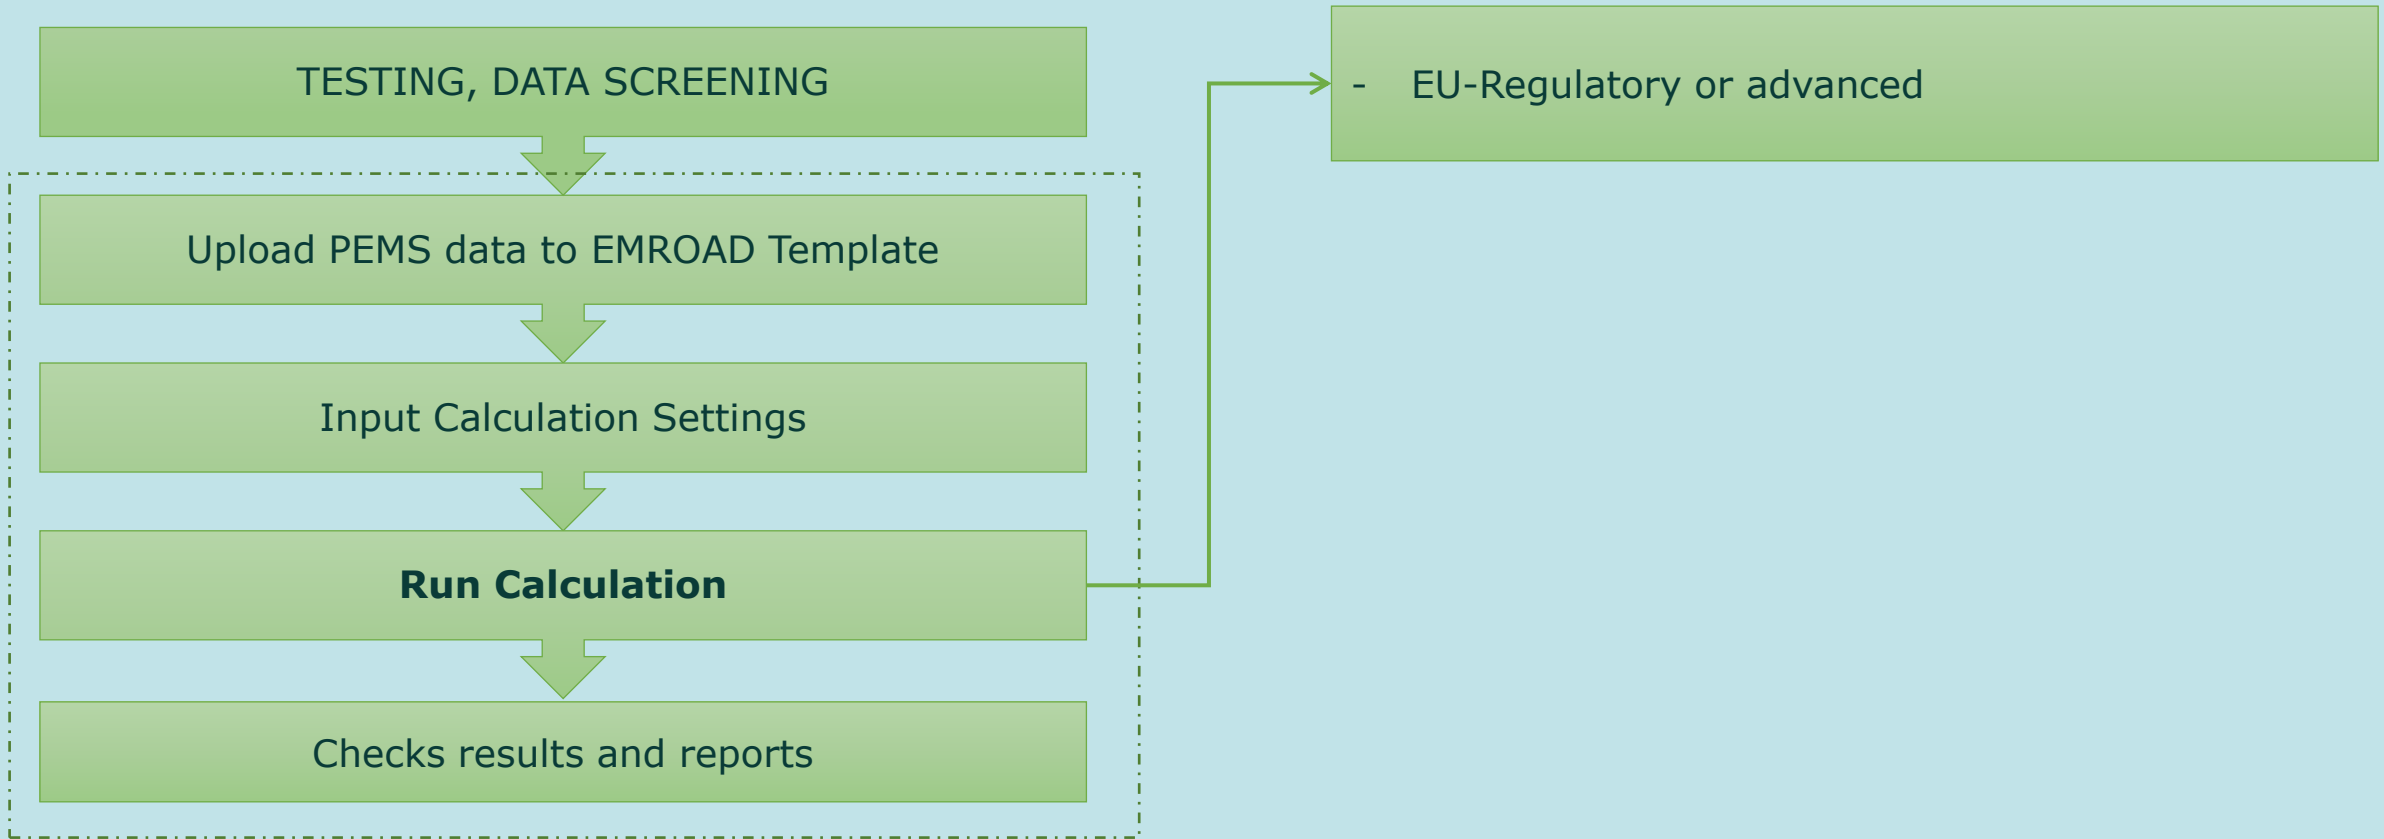 TESTING, DATA SCREENING
Upload PEMS data to EMROAD Template
Input Calculation Settings
Run Calculation
Checks results and reports
- EU-Regulatory or advanced